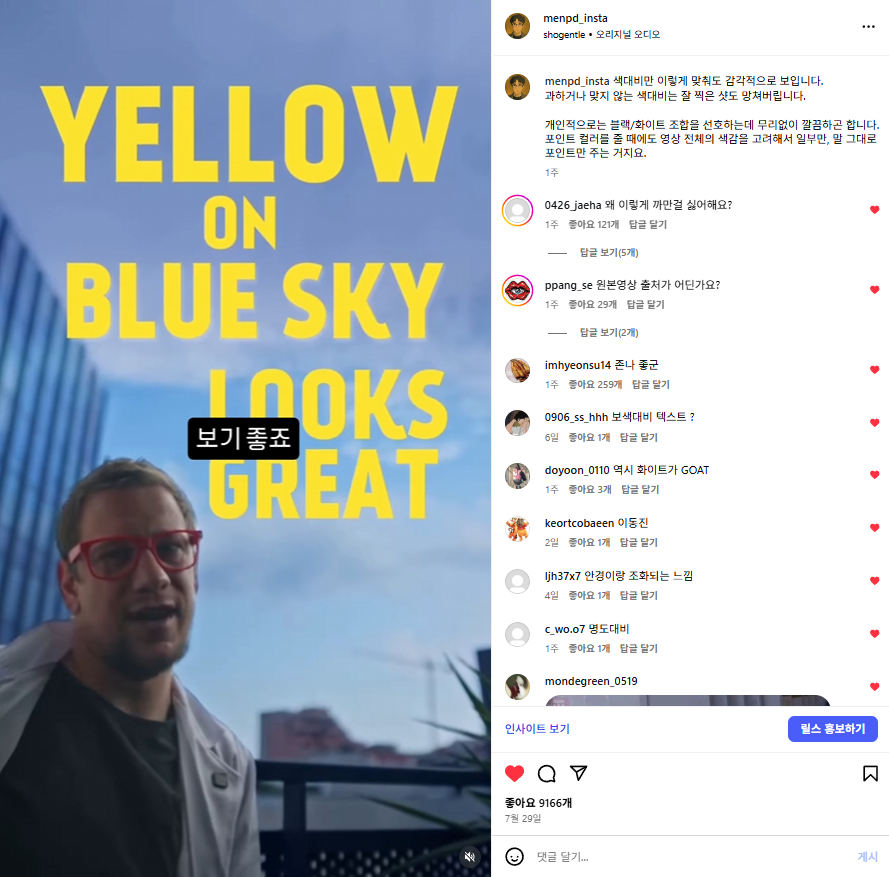 YELLOW
ON
BLUE SKY
LOOKS
보기 좋죠
GREAT
menpd_insta
shogentle • 오리지널 오디오
menpd_insta 색대비만 이렇게 맞춰도 감각적으로 보입니다.
과하거나 맞지 않는 색대비는 잘 찍은 샷도 망쳐버립니다.
개인적으로는 블랙/화이트 조합을 선호하는데 무리없이 깔끔하곤 합니다.
포인트 컬러를 줄 때에도 영상 전체의 색감을 고려해서 일부만, 말 그대로
포인트만 주는 거지요.
1주
0426_jaeha 왜 이렇게 까만걸 싫어해요?
1주 좋아요 121개 답글 달기
답글 보기(5개)
ppang_se 원본영상 출처가 어딘가요?
1주 좋아요 29개 답글 달기
답글 보기(2개)
imhyeonsu14 존나 좋군
1주 좋아요 259개 답글 달기
0906_ss_hhh 보색대비 텍스트 ?
6일 좋아요 1개 답글 달기
doyoon_0110 역시 화이트가 GOAT
1주 좋아요 3개 답글 달기
keortcobaeen 이동진
2일 좋아요 1개 답글 달기
ljh37x7 안경이랑 조화되는 느낌
4일 좋아요 1개 답글 달기
c_wo.o7 명도대비
1주 좋아요 1개 답글 달기
mondegreen_0519
인사이트 보기
릴스 홍보하기
좋아요 9166개
7월 29일
댓글 달기...
게시